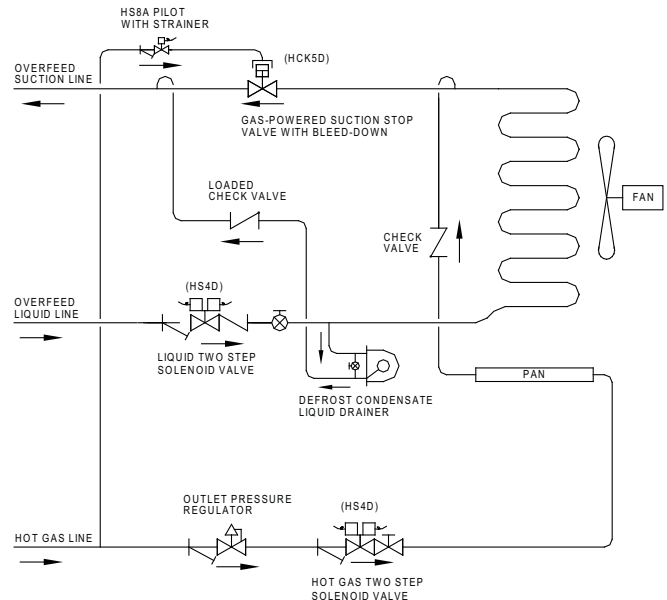 HS8A PILOT
WITH STRAINER
(HCK5D)
OVERFEED
SUCTION LINE
GAS-POWERED SUCTION STOP
VALVE WITH BLEED-DOWN
LOADED
CHECK VALVE
FAN
CHECK
VALVE
(HS4D)
OVERFEED
LIQUID LINE
LIQUID TWO STEP
SOLENOID VALVE
PAN
DEFROST CONDENSATE
LIQUID DRAINER
OUTLET PRESSURE
REGULATOR
(HS4D)
HOT GAS LINE
HOT GAS TWO STEP
SOLENOID VALVE